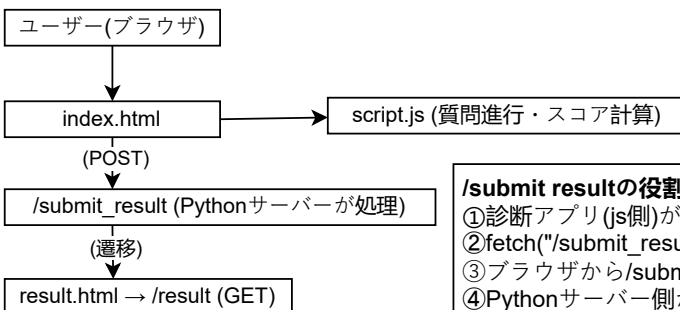 ユーザー(ブラウザ)
index.html
script.js (質問進行・スコア計算)
(POST)
/submit_result (Pythonサーバーが処理)
(遷移)
result.html → /result (GET)
/submit resultの役割
①診断アプリ(js側)が
②fetch("/submit_resu
③ブラウザから/subm
④Pythonサーバー側